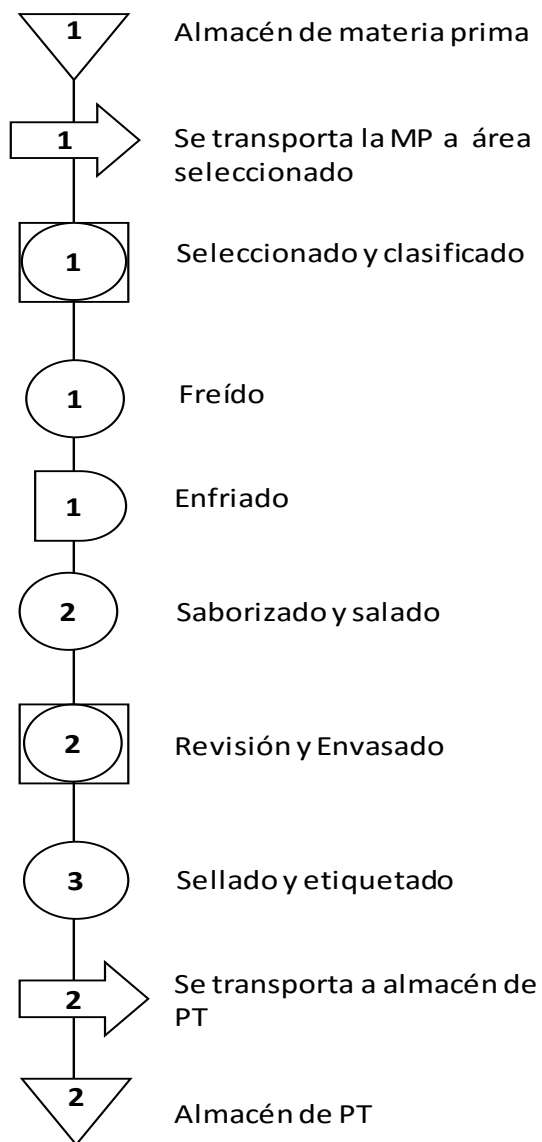 1 Almacén de materia prima
1 Se transporta la MP a área
seleccionado
1 Seleccionado y clasificado
1 Freído
1 Enfriado
2 Saborizado y salado
2 Revisión y Envasado
3 Sellado y etiquetado
2 Se transporta a almacén de
PT
2 Almacén de PT